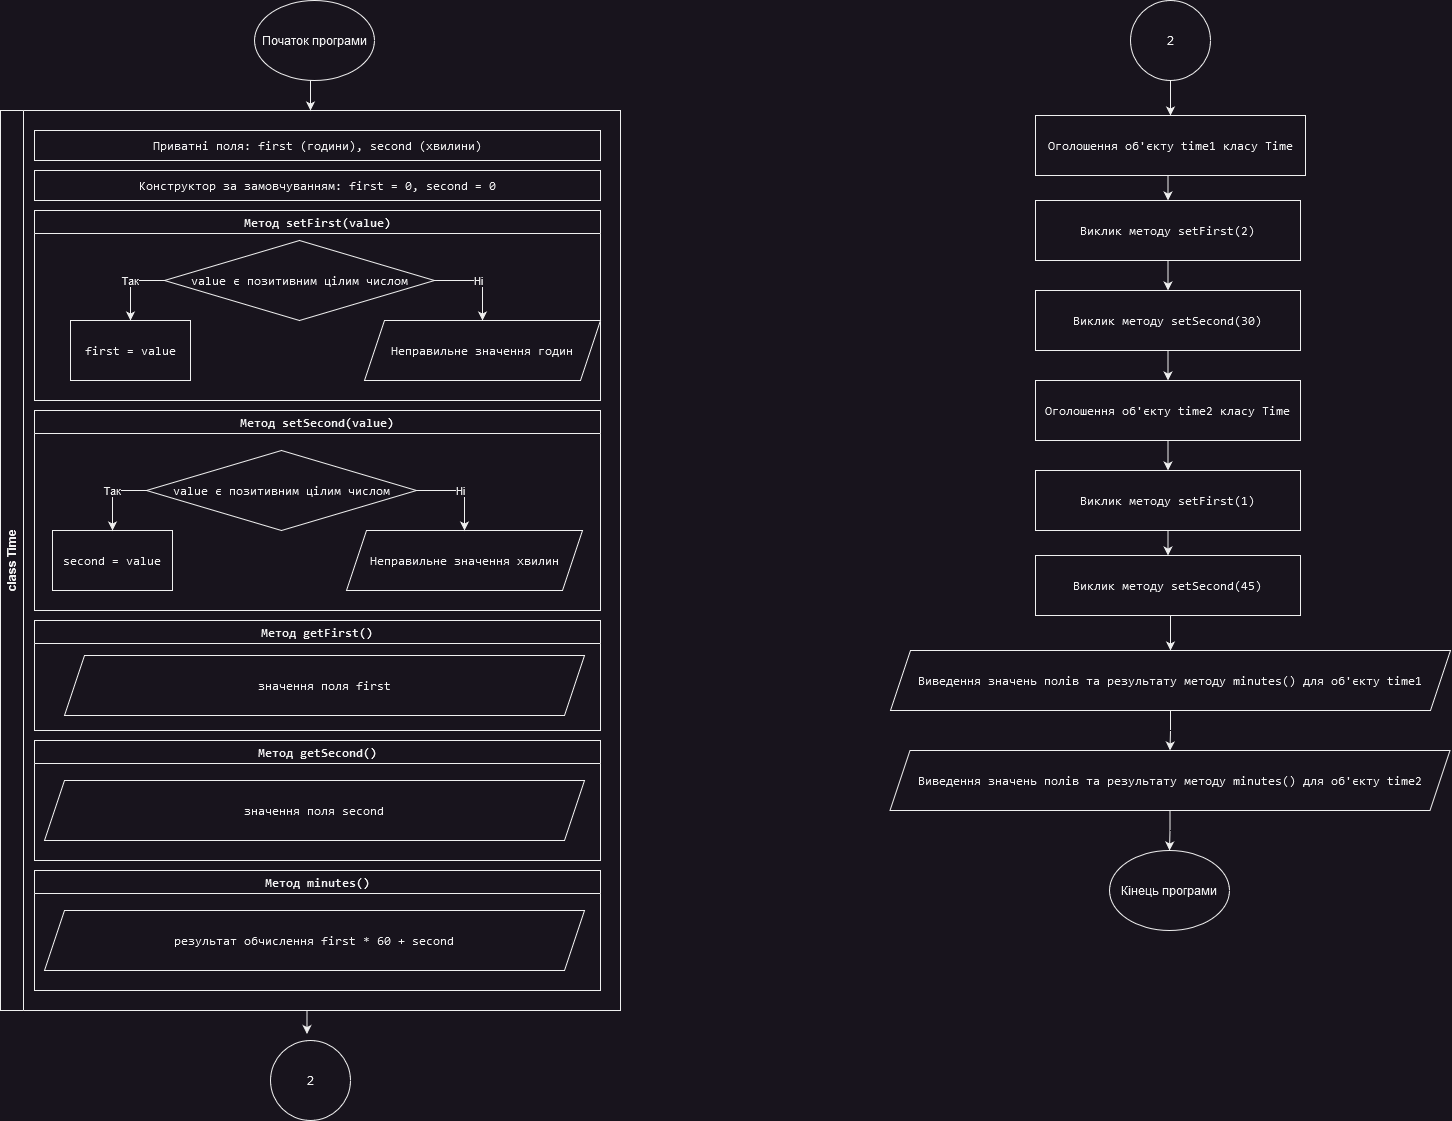 Початок програми
class Time
Приватні поля: first (години), second (хвилини)
Конструктор за замовчуванням: first = 0, second = 0
Метод setFirst(value)
value є позитивним цілим числом
Так
Ні
first = value
Неправильне значення годин
Метод setSecond(value)
value є позитивним цілим числом
Так
Ні
second = value
Неправильне значення хвилин
Метод getFirst()
значення поля first
Метод getSecond()
значення поля second
Метод minutes()
результат обчислення first * 60 + second
2
2
Оголошення об'єкту time1 класу Time
Виклик методу setFirst(2)
Виклик методу setSecond(30)
Оголошення об'єкту time2 класу Time
Виклик методу setFirst(1)
Виклик методу setSecond(45)
Виведення значень полів та результату методу minutes() для об'єкту time1
Виведення значень полів та результату методу minutes() для об'єкту time2
Кінець програми